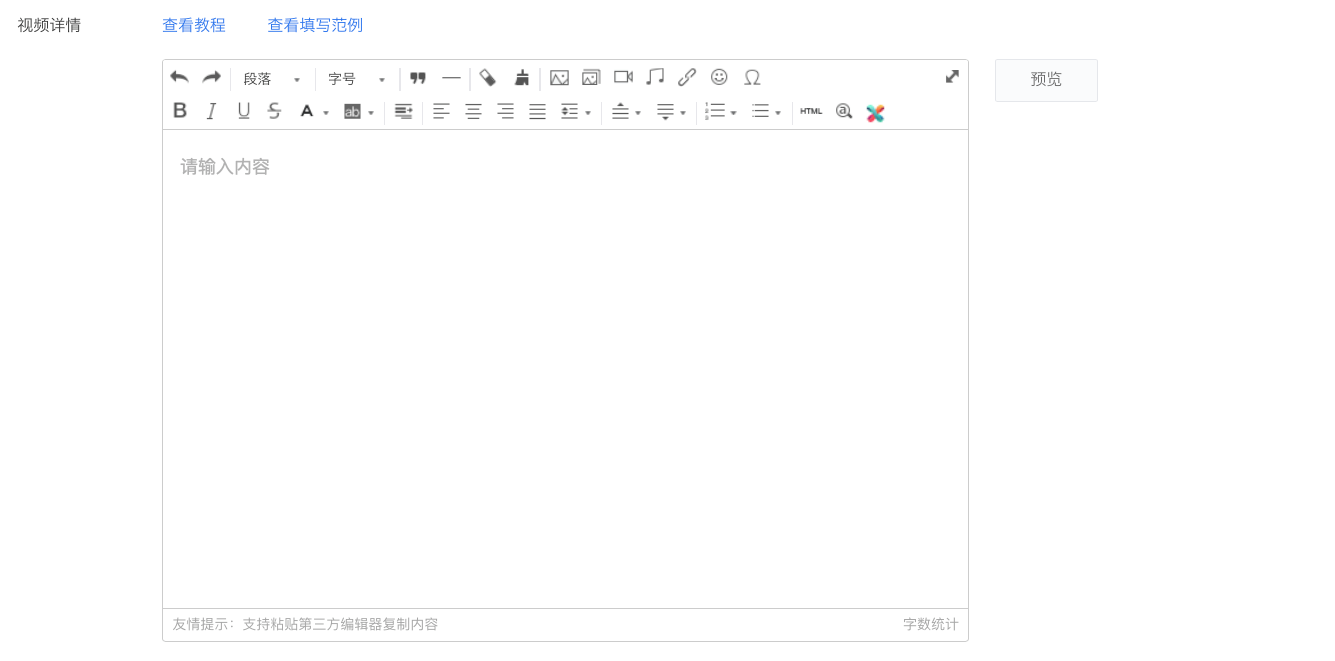 视频详情 查看教程 查看填写范例
段落 字号
预览
B I U S A ab HTML
请输入内容
友情提示：支持粘贴第三方编辑器复制内容 字数统计